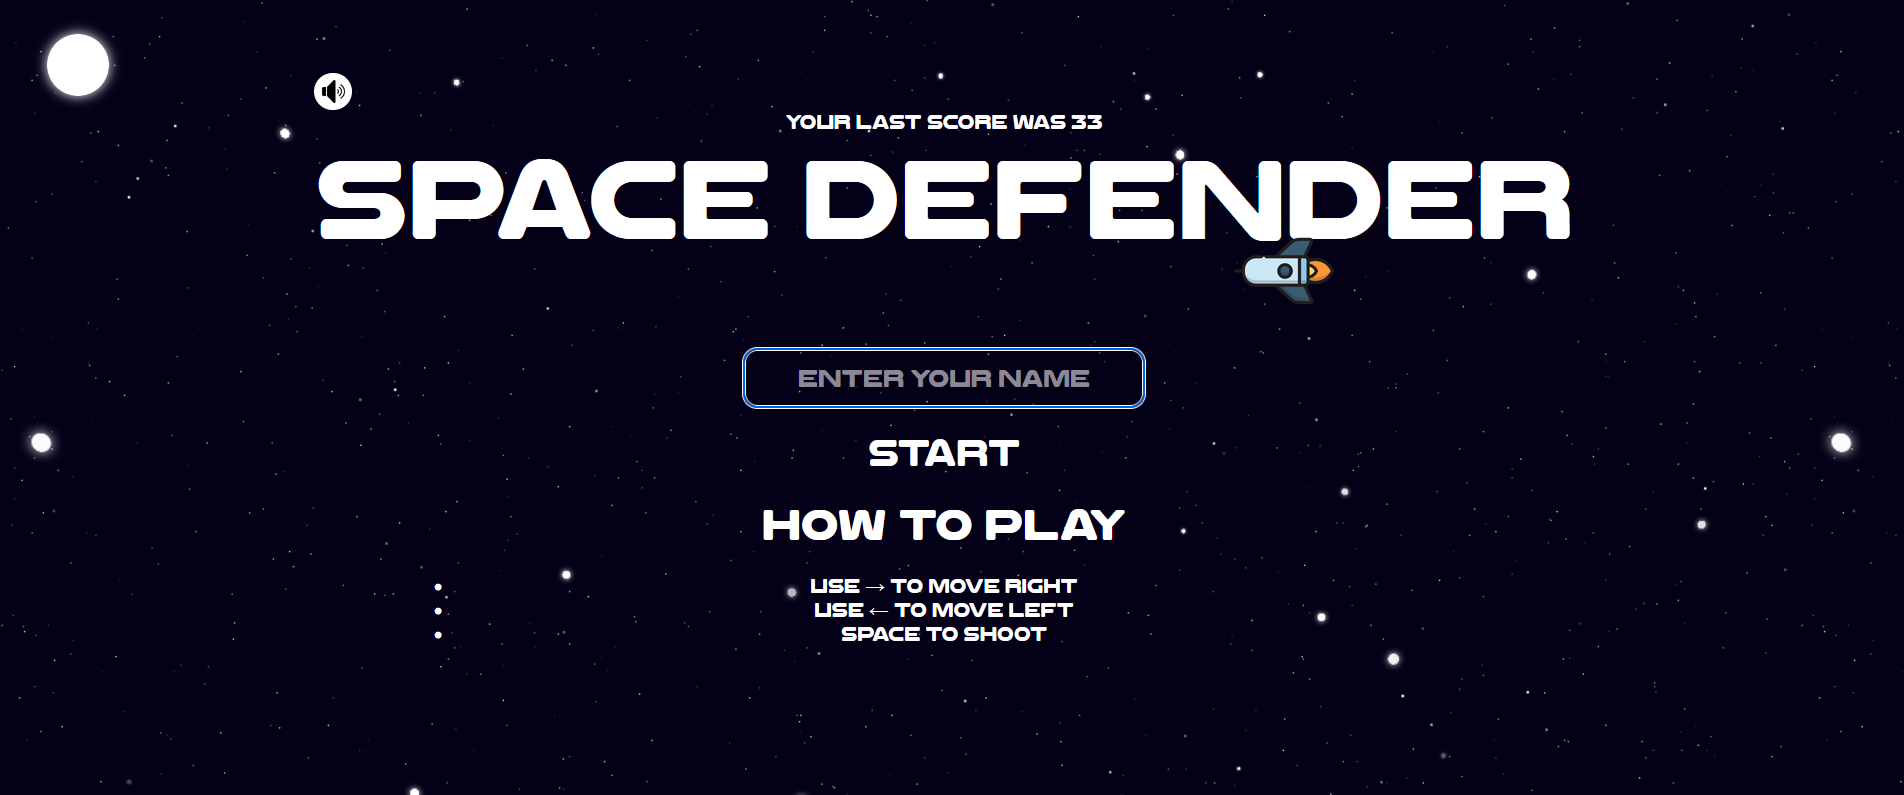 YOUR LAST SCORE WAS 33
SPACE DEFENDER
ENTER YOUR NAME
START
HOW TO PLAY
USE → TO MOVE RIGHT
USE ← TO MOVE LEFT
SPACE TO SHOOT